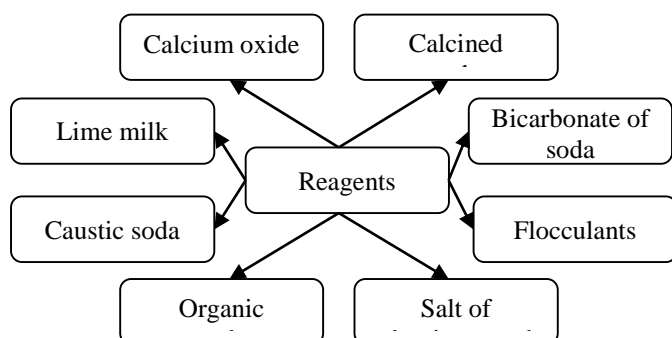 Calcium oxide
Calcined
Lime milk
Bicarbonate of
soda
Reagents
Caustic soda
Flocculants
Organic
Salt of